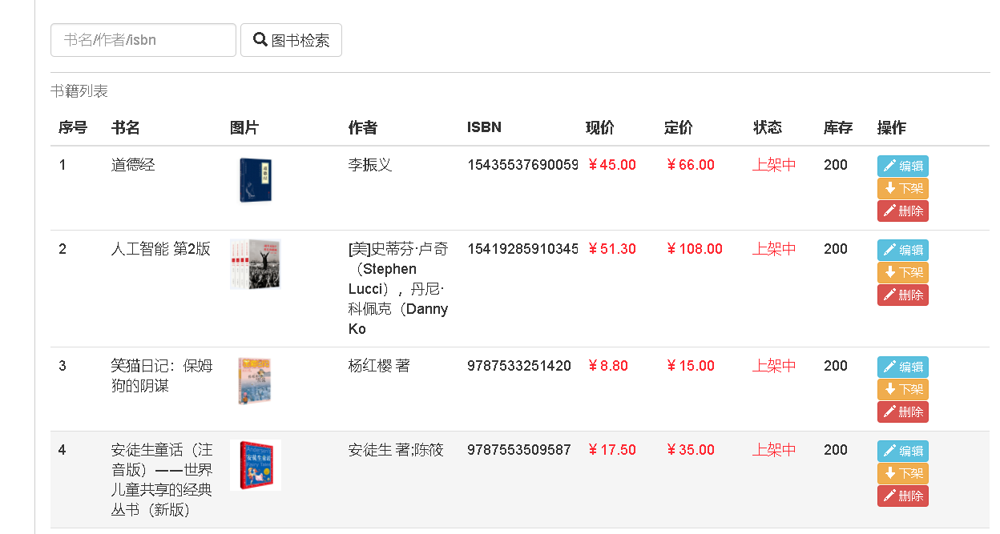 书名/作者/isbn
图书检索
书籍列表
序号 书名 图片 作者 ISBN 现价 定价 状态 库存 操作
1 道德经 李振义 15435537690059 ¥45.00 ¥66.00 上架中 200 编辑
下架
删除
2 人工智能 第2版 [美]史蒂芬·卢奇 15419285910345 ¥51.30 ¥108.00 上架中 200 编辑
（Stephen 下架
Lucci），丹尼· 删除
科佩克（Danny
Ko
3 笑猫日记：保姆 杨红樱 著 9787533251420 ¥8.80 ¥15.00 上架中 200 编辑
狗的阴谋 下架
删除
4 安徒生童话（注 安徒生 著;陈筱 9787553509587 ¥17.50 ¥35.00 上架中 200 编辑
音版）——世界 下架
儿童共享的经典 删除
丛书（新版）
道德经
安徒生童话